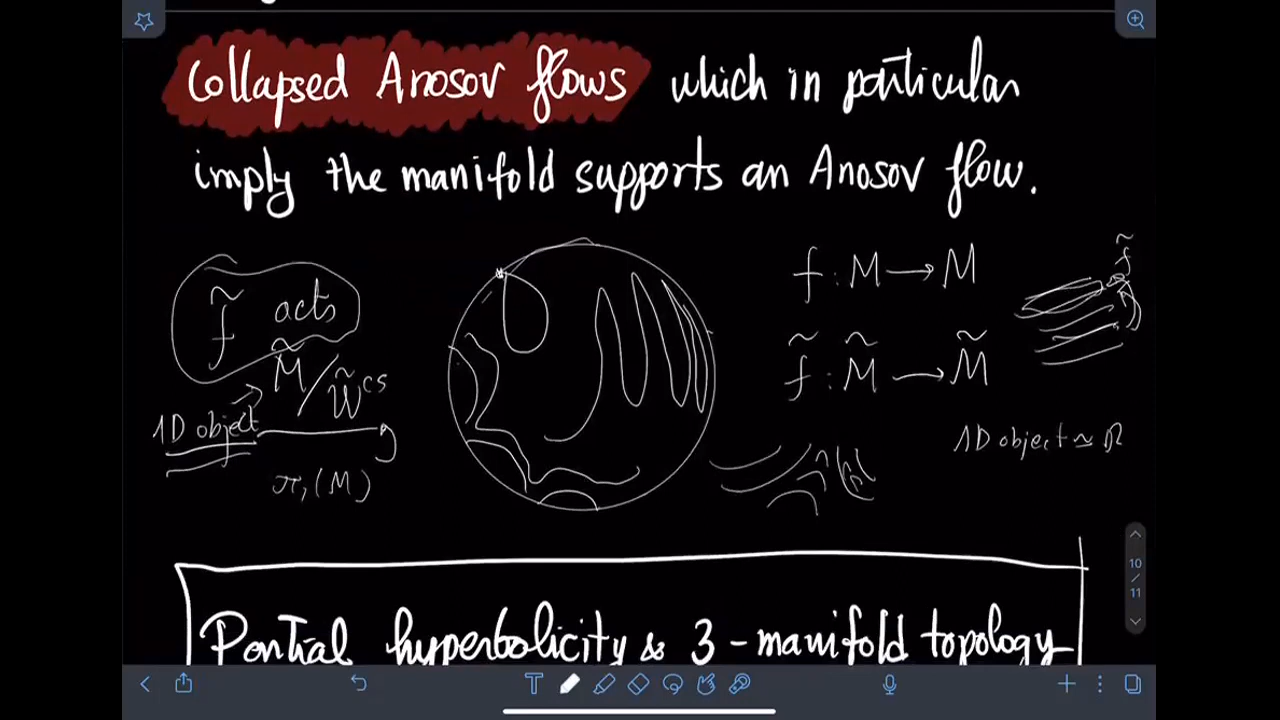 Collapsed Anosov flows which in particular
imply the manifold supports an Anosov flow.
f̃ acts
M̃/W̃^cs
1D object
π₁(M)
f : M → M
f̃ : M̃ → M̃
f̃
1D object ≃ ℝ
Partial hyperbolicity & 3-manifold topology
10
/
11